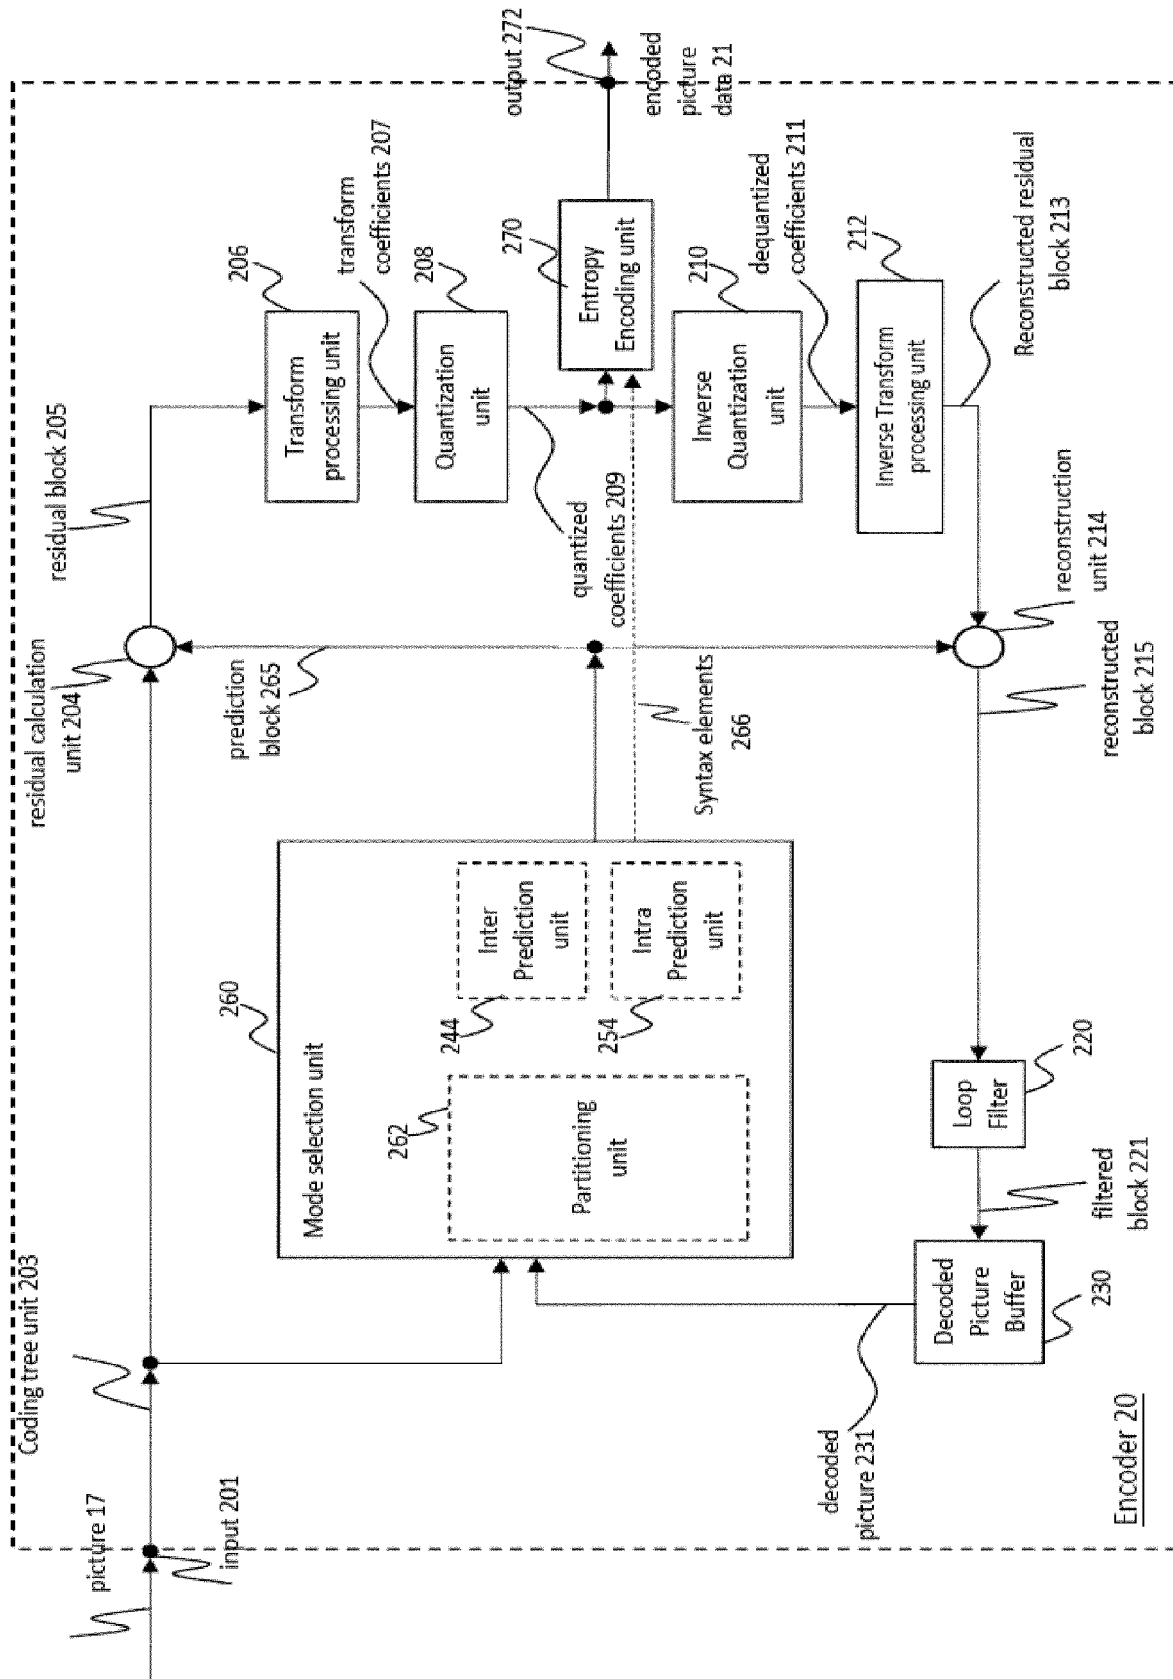 picture 17
input 201
Coding tree unit 203
residual calculation
unit 204
residual block 205
206
Transform
processing unit
transform
coefficients 207
208
Quantization
unit
quantized
coefficients 209
270
Entropy
Encoding unit
output 272
encoded
picture
data 21
210
Inverse
Quantization
unit
dequantized
coefficients 211
212
Inverse Transform
processing unit
Reconstructed residual
block 213
reconstruction
unit 214
reconstructed
block 215
prediction
block 265
Syntax elements
266
260
Mode selection unit
262
Partitioning
unit
244
Inter
Prediction
unit
254
Intra
Prediction
unit
220
Loop
Filter
filtered
block 221
230
Decoded
Picture
Buffer
decoded
picture 231
Encoder 20